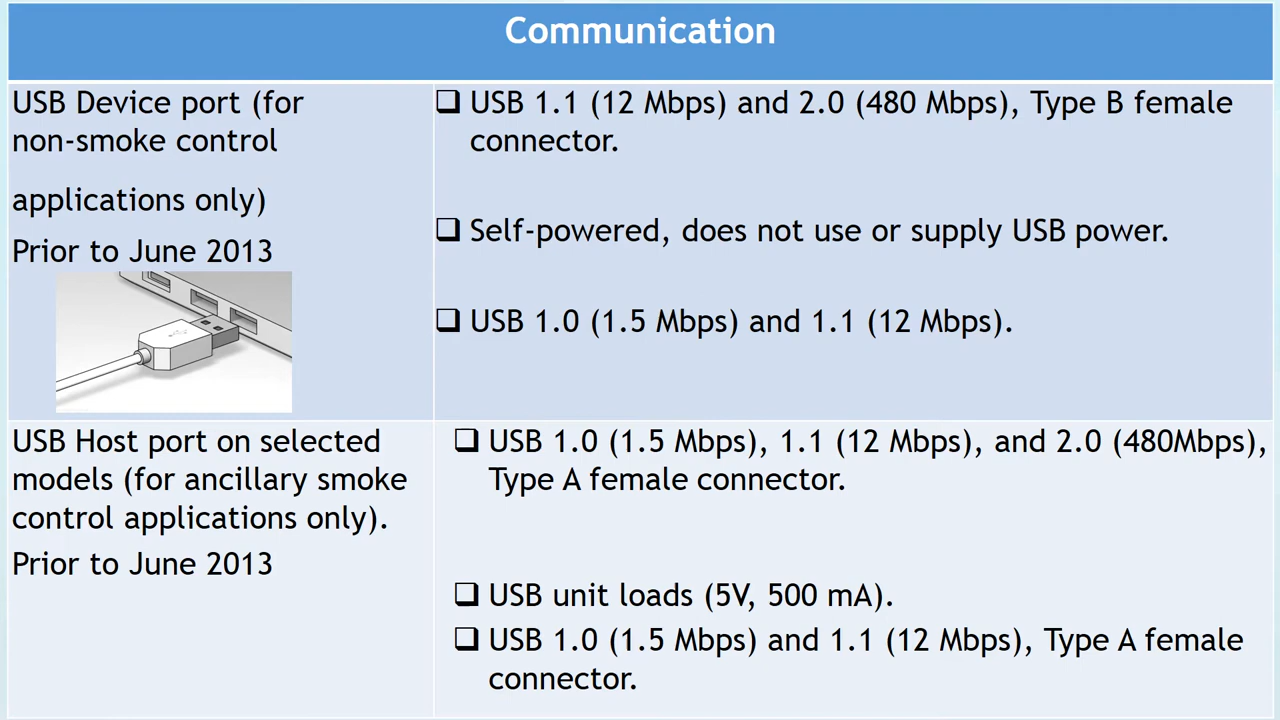 Communication
USB Device port (for
non-smoke control
applications only)
Prior to June 2013
❑ USB 1.1 (12 Mbps) and 2.0 (480 Mbps), Type B female
connector.
❑ Self-powered, does not use or supply USB power.
❑ USB 1.0 (1.5 Mbps) and 1.1 (12 Mbps).
USB Host port on selected
models (for ancillary smoke
control applications only).
Prior to June 2013
❑ USB 1.0 (1.5 Mbps), 1.1 (12 Mbps), and 2.0 (480Mbps),
Type A female connector.
❑ USB unit loads (5V, 500 mA).
❑ USB 1.0 (1.5 Mbps) and 1.1 (12 Mbps), Type A female
connector.